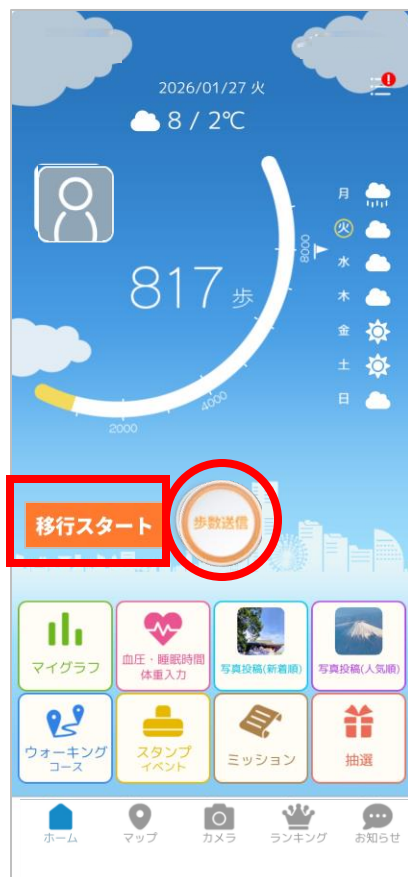 2026/01/27 火
8 / 2℃
月
火
水
木
金
土
日
8000
817 歩
4000
2000
移行スタート
歩数送信
マイグラフ
血圧・睡眠時間
体重入力
写真投稿(新着順)
写真投稿(人気順)
ウォーキング
コース
スタンプ
イベント
ミッション
抽選
ホーム
マップ
カメラ
ランキング
お知らせ